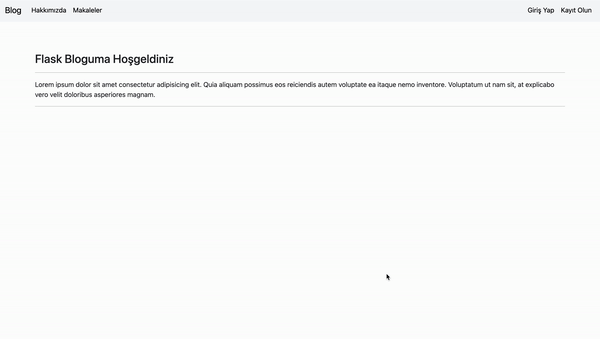 Blog Hakkımızda Makaleler Giriş Yap Kayıt Olun
Flask Bloguma Hoşgeldiniz
Lorem ipsum dolor sit amet consectetur adipisicing elit. Quia aliquam possimus eos reiciendis autem voluptate ea itaque nemo inventore. Voluptatum ut nam sit, at explicabo
vero velit doloribus asperiores magnam.